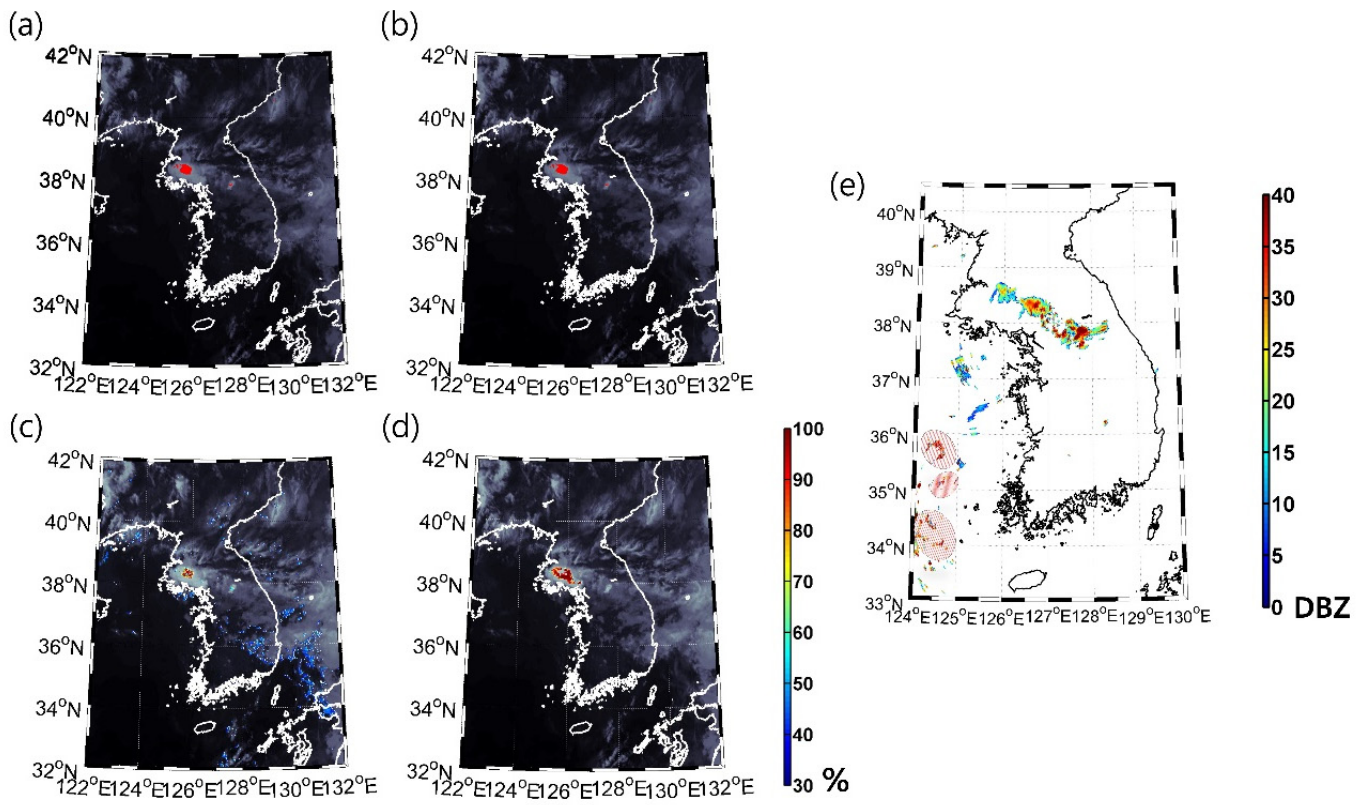 (a)
42°N
40°N
38°N
36°N
34°N
32°N
122°E124°E126°E128°E130°E132°E
(b)
42°N
40°N
38°N
36°N
34°N
32°N
122°E124°E126°E128°E130°E132°E
(c)
42°N
40°N
38°N
36°N
34°N
32°N
122°E124°E126°E128°E130°E132°E
(d)
42°N
40°N
38°N
36°N
34°N
32°N
122°E124°E126°E128°E130°E132°E
100
90
80
70
60
50
40
30 %
(e)
40°N
39°N
38°N
37°N
36°N
35°N
34°N
33°N
124°E125°E126°E127°E128°E129°E130°E
40
35
30
25
20
15
10
5
0 DBZ